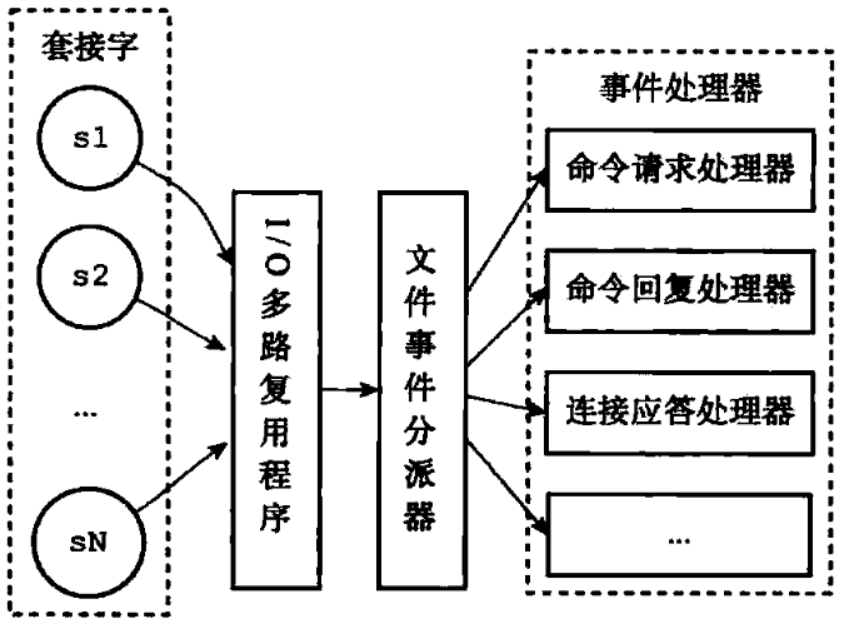 套接字
s1
s2
...
sN
I/O多路复用程序
文件事件分派器
事件处理器
命令请求处理器
命令回复处理器
连接应答处理器
...